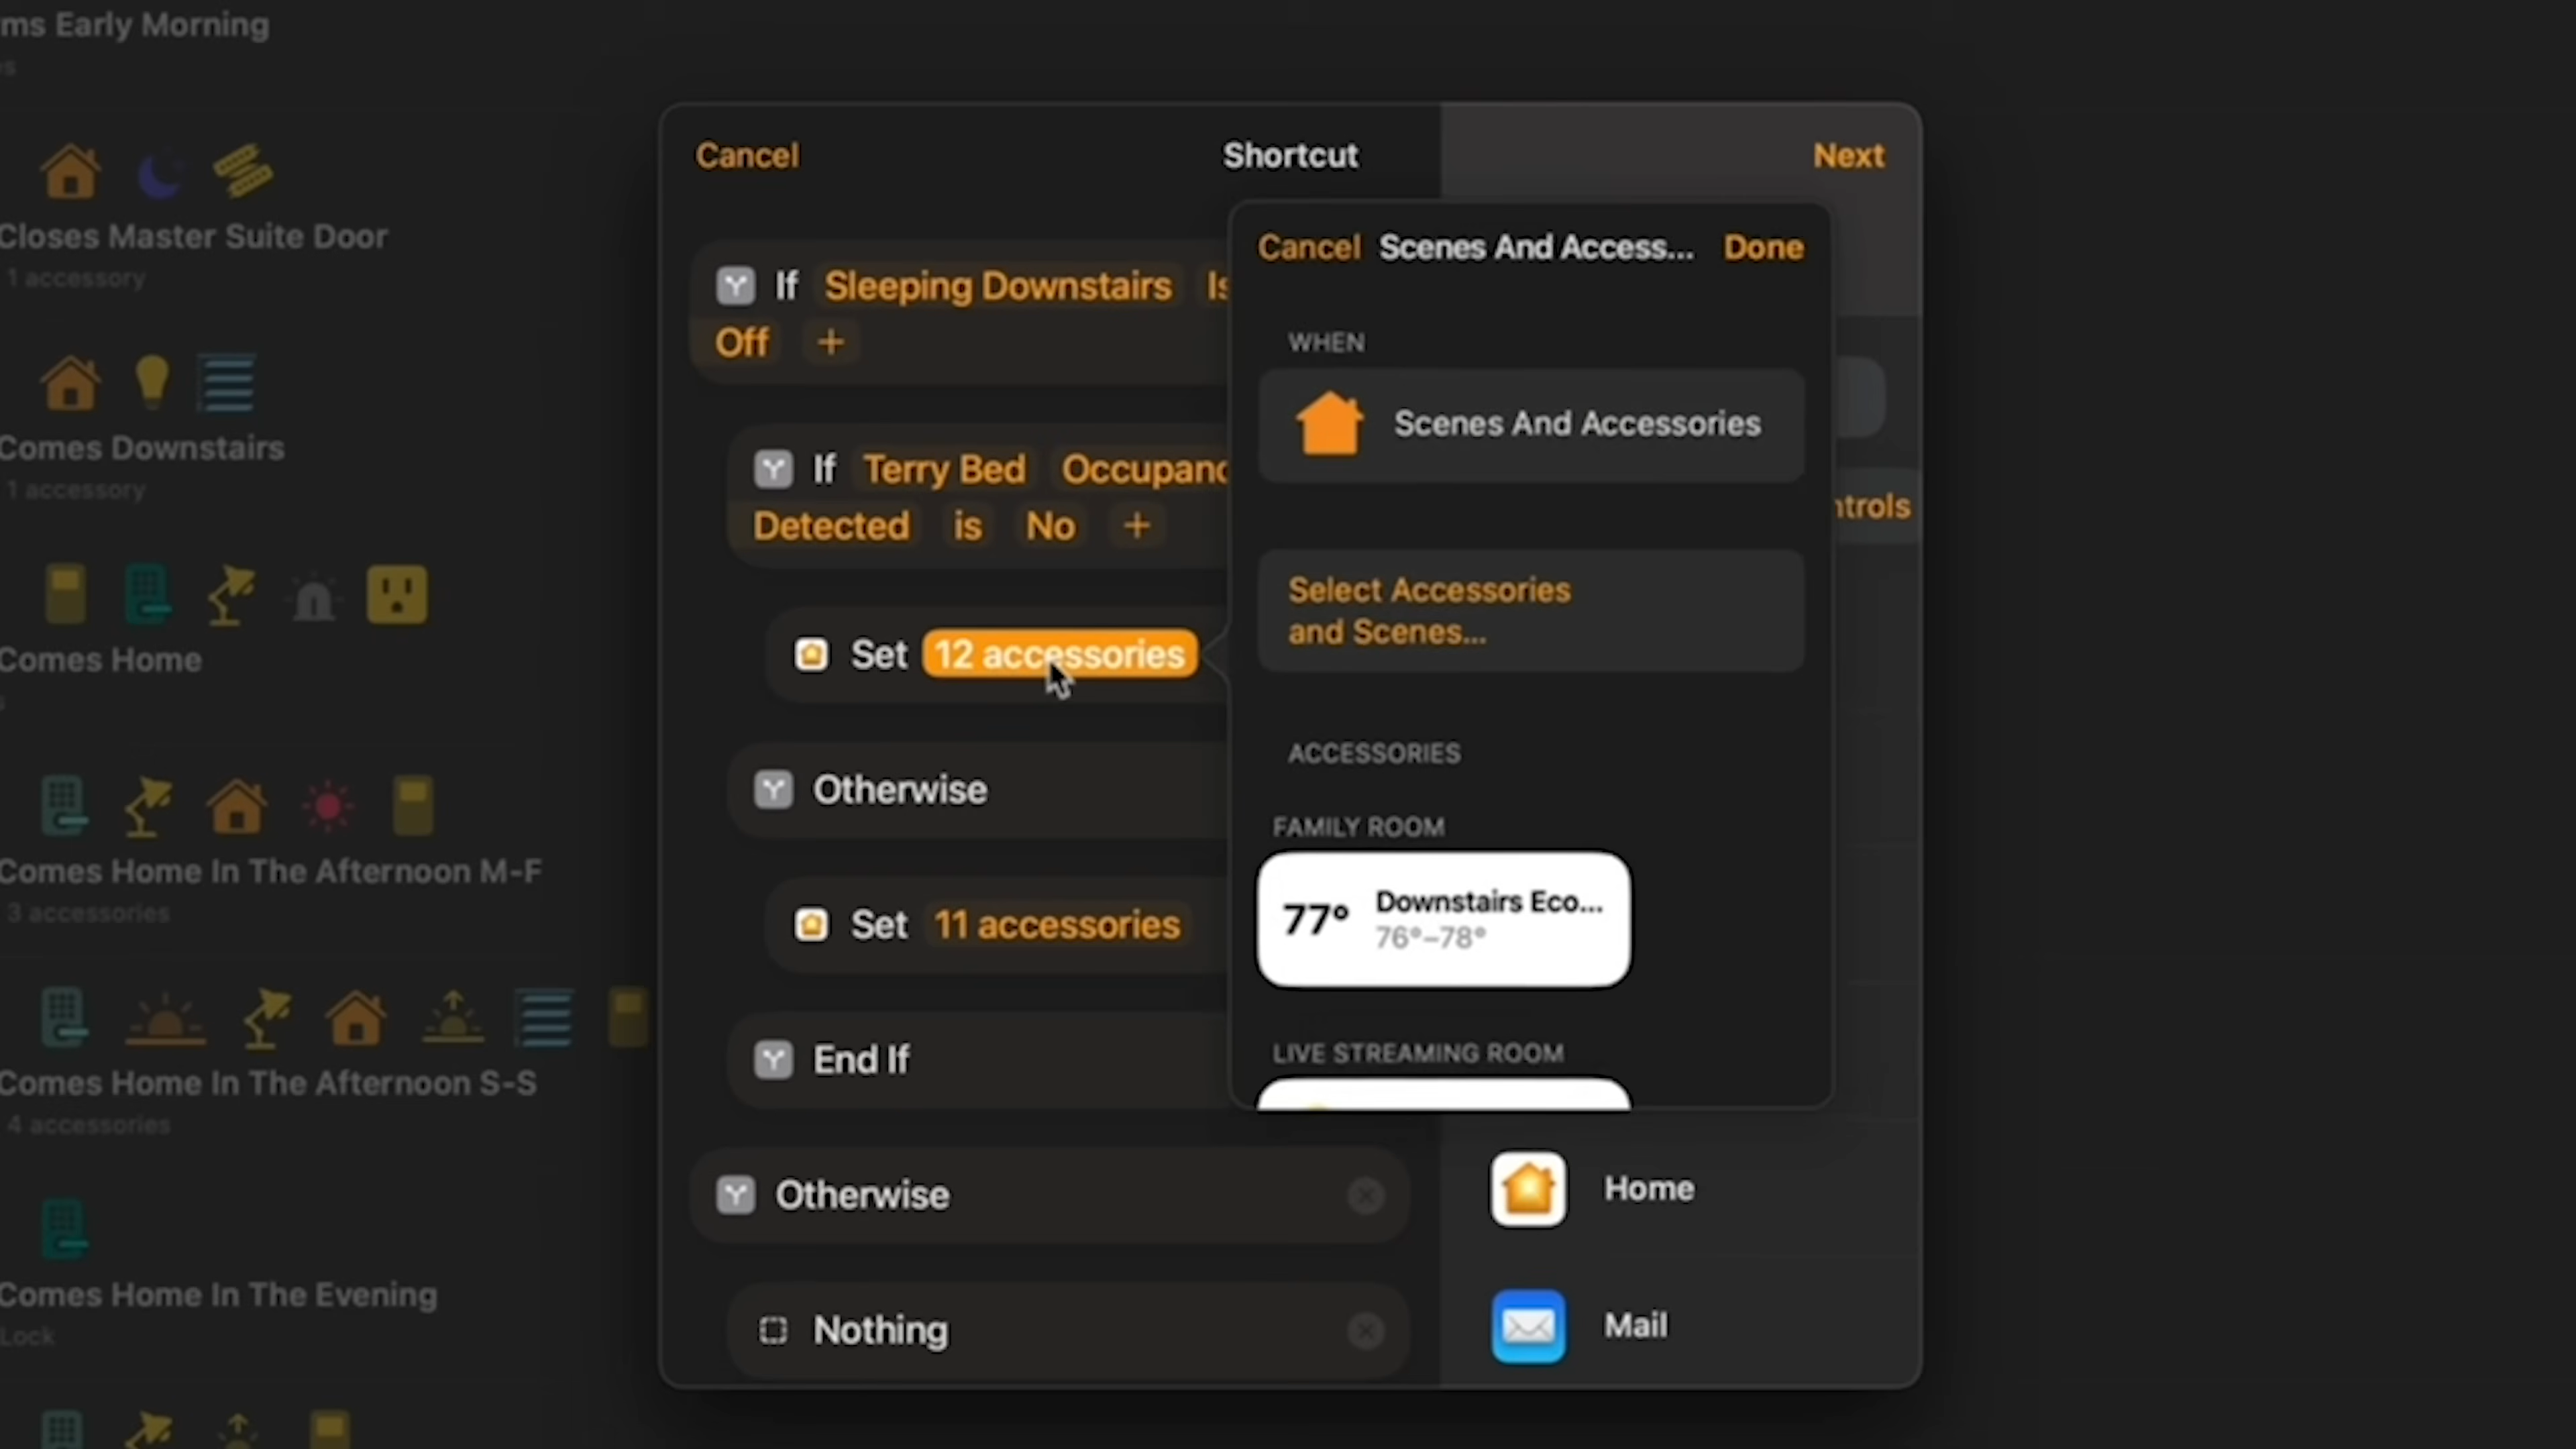 ms Early Morning
s
Closes Master Suite Door
1 accessory
Comes Downstairs
1 accessory
Comes Home
s
Comes Home In The Afternoon M-F
3 accessories
Comes Home In The Afternoon S-S
4 accessories
Comes Home In The Evening
Lock
Cancel
Shortcut
Next
If Sleeping Downstairs Is
Off +
If Terry Bed Occupanc
Detected is No +
Set 12 accessories
Otherwise
Set 11 accessories
End If
Otherwise
Nothing
Cancel Scenes And Access... Done
WHEN
Scenes And Accessories
Select Accessories
and Scenes...
ACCESSORIES
FAMILY ROOM
77° Downstairs Eco...
76°–78°
LIVE STREAMING ROOM
ntrols
Home
Mail